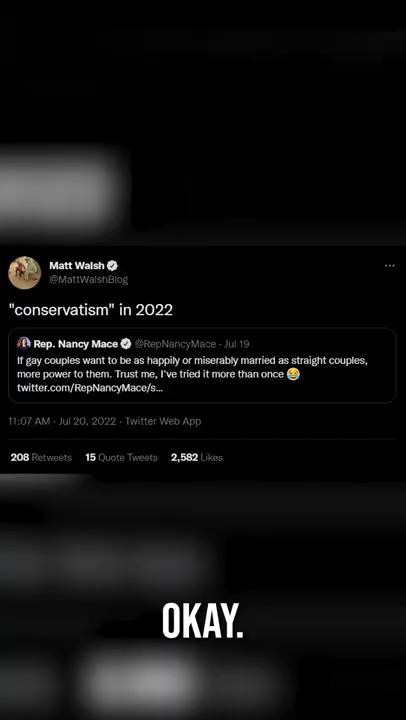 Matt Walsh
@MattWalshBlog
"conservatism" in 2022
Rep. Nancy Mace @RepNancyMace · Jul 19
If gay couples want to be as happily or miserably married as straight couples,
more power to them. Trust me, I've tried it more than once 😂
twitter.com/RepNancyMace/s...
11:07 AM · Jul 20, 2022 · Twitter Web App
208 Retweets 15 Quote Tweets 2,582 Likes
OKAY.